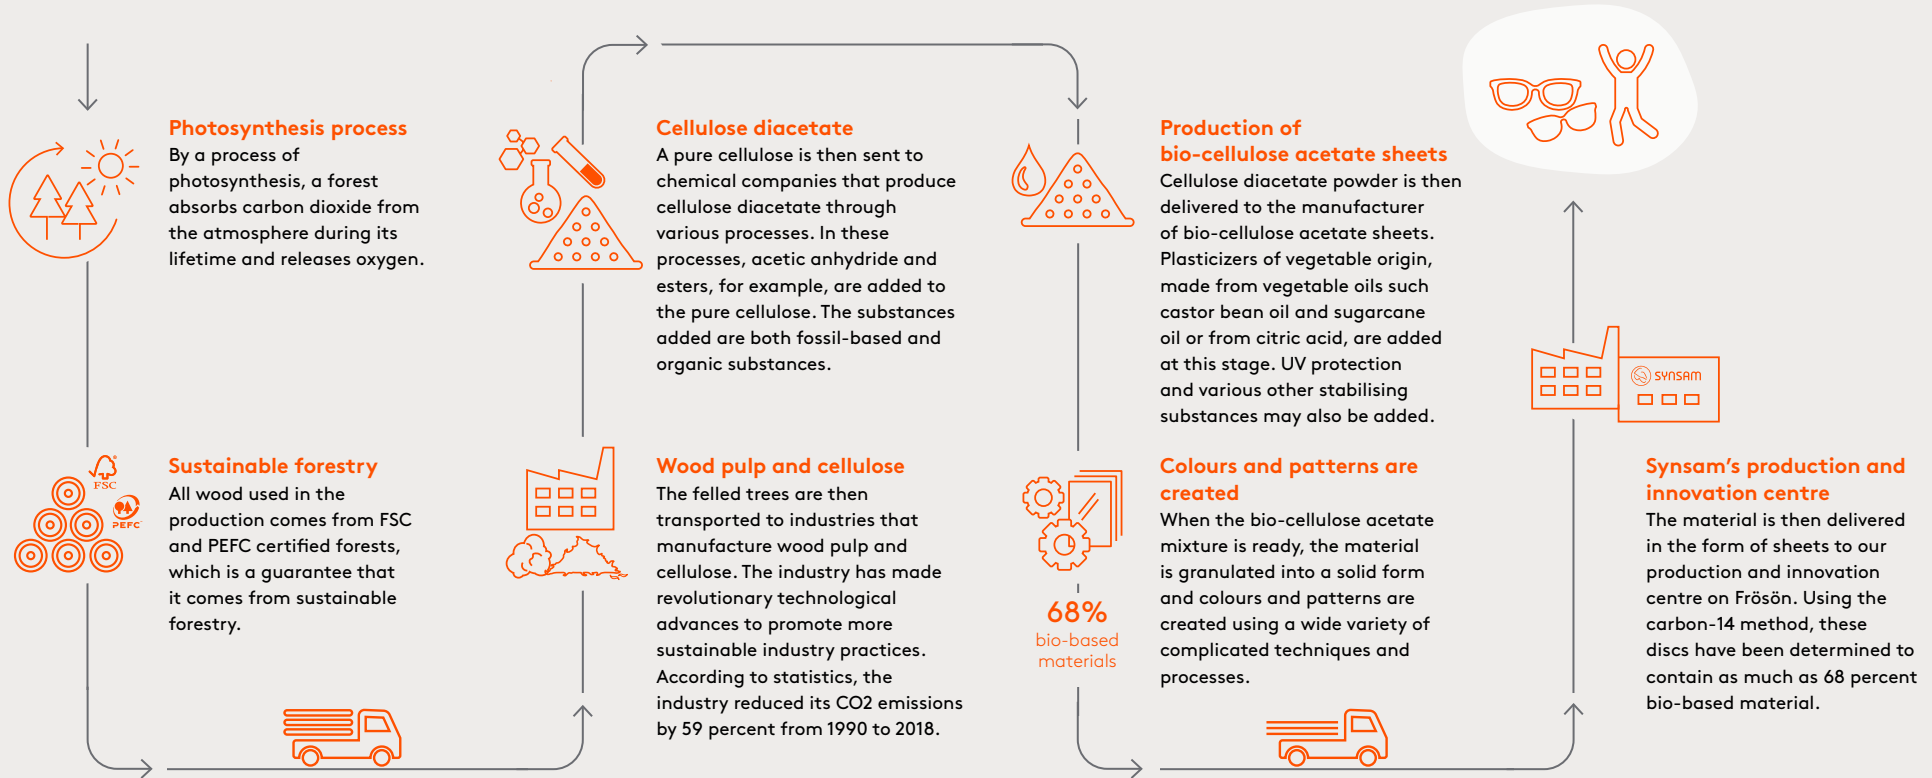 Photosynthesis process
By a process of
photosynthesis, a forest
absorbs carbon dioxide from
the atmosphere during its
lifetime and releases oxygen.
FSC
PEFC
Sustainable forestry
All wood used in the
production comes from FSC
and PEFC certified forests,
which is a guarantee that
it comes from sustainable
forestry.
Wood pulp and cellulose
The felled trees are then
transported to industries that
manufacture wood pulp and
cellulose. The industry has made
revolutionary technological
advances to promote more
sustainable industry practices.
According to statistics, the
industry reduced its CO2 emissions
by 59 percent from 1990 to 2018.
Cellulose diacetate
A pure cellulose is then sent to
chemical companies that produce
cellulose diacetate through
various processes. In these
processes, acetic anhydride and
esters, for example, are added to
the pure cellulose. The substances
added are both fossil-based and
organic substances.
Production of
bio-cellulose acetate sheets
Cellulose diacetate powder is then
delivered to the manufacturer
of bio-cellulose acetate sheets.
Plasticizers of vegetable origin,
made from vegetable oils such
castor bean oil and sugarcane
oil or from citric acid, are added
at this stage. UV protection
and various other stabilising
substances may also be added.
68%
bio-based
materials
Colours and patterns are
created
When the bio-cellulose acetate
mixture is ready, the material
is granulated into a solid form
and colours and patterns are
created using a wide variety of
complicated techniques and
processes.
SYNSAM
Synsam's production and
innovation centre
The material is then delivered
in the form of sheets to our
production and innovation
centre on Frösön. Using the
carbon-14 method, these
discs have been determined to
contain as much as 68 percent
bio-based material.